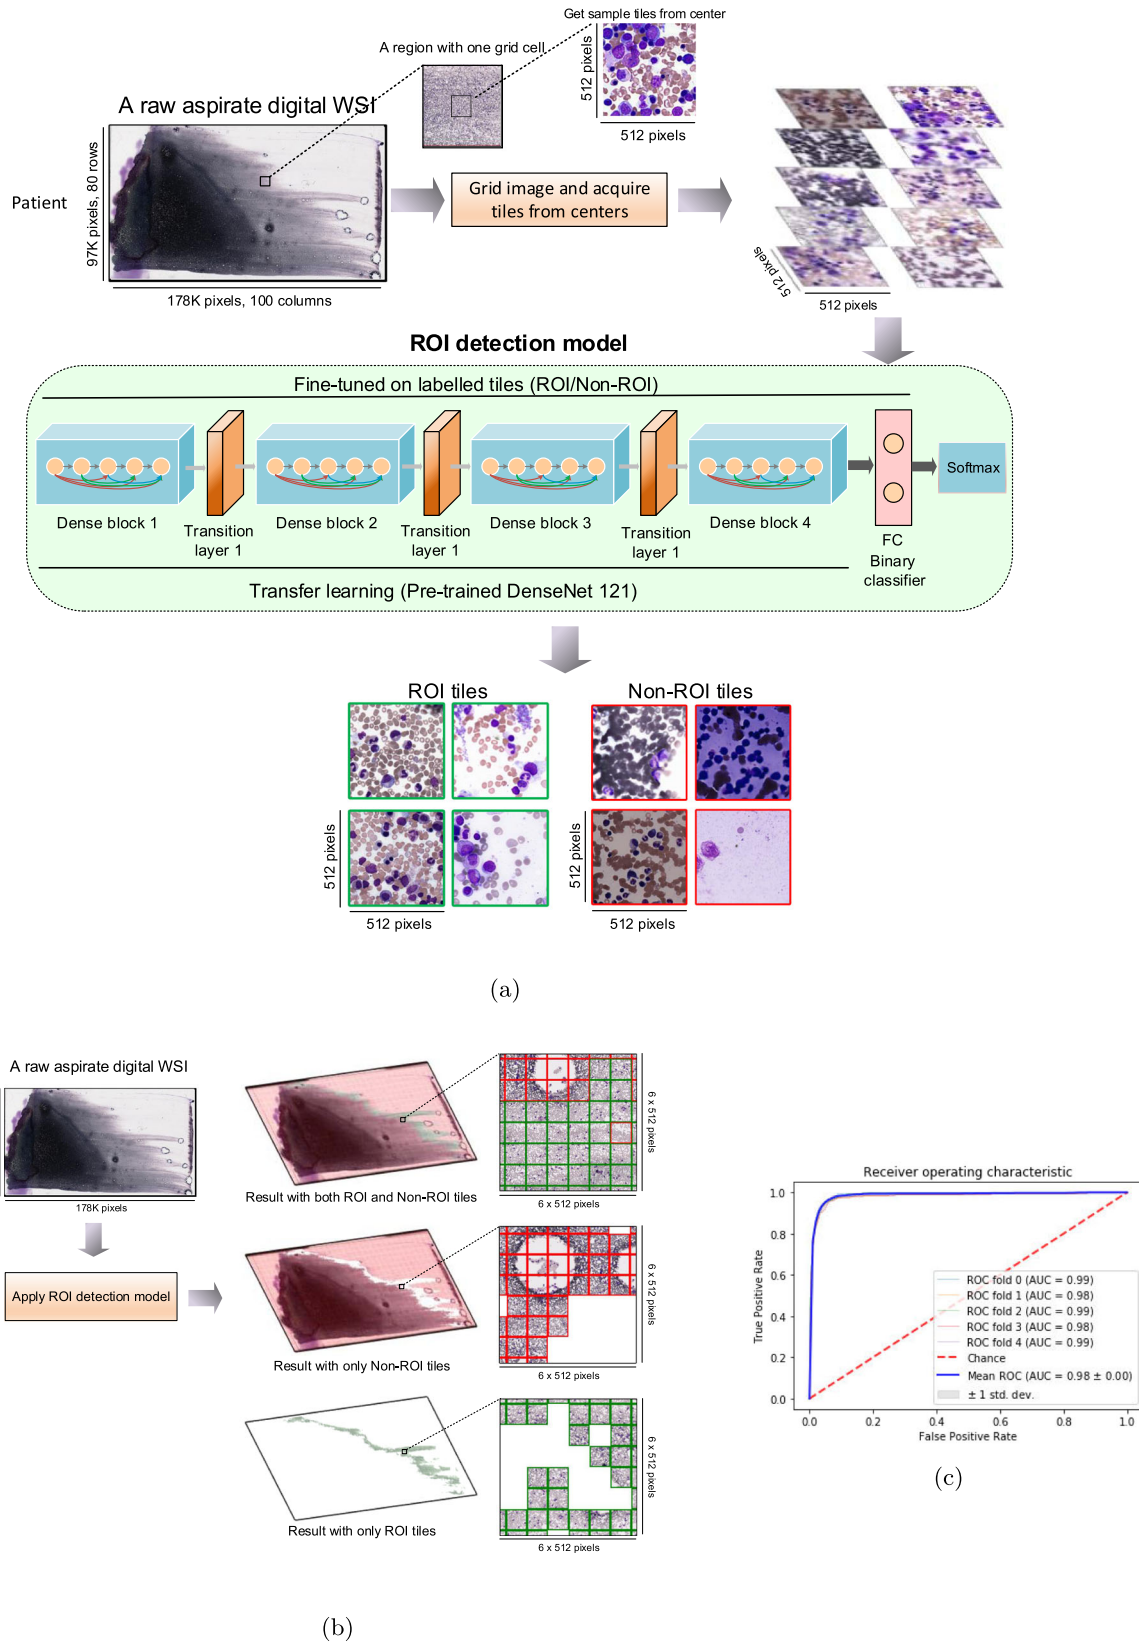 Get sample tiles from center
A region with one grid cell
512 pixels
512 pixels
A raw aspirate digital WSI
Patient
97K pixels, 80 rows
178K pixels, 100 columns
Grid image and acquire
tiles from centers
512 pixels
512 pixels
ROI detection model
Fine-tuned on labelled tiles (ROI/Non-ROI)
Dense block 1
Transition
layer 1
Dense block 2
Transition
layer 1
Dense block 3
Transition
layer 1
Dense block 4
FC
Binary
classifier
Softmax
Transfer learning (Pre-trained DenseNet 121)
ROI tiles
Non-ROI tiles
512 pixels
512 pixels
512 pixels
512 pixels
(a)
A raw aspirate digital WSI
178K pixels
Apply ROI detection model
Result with both ROI and Non-ROI tiles
6 x 512 pixels
6 x 512 pixels
Result with only Non-ROI tiles
6 x 512 pixels
6 x 512 pixels
Result with only ROI tiles
6 x 512 pixels
6 x 512 pixels
(b)
Receiver operating characteristic
True Positive Rate
1.0
0.8
0.6
0.4
0.2
0.0
0.0
0.2
0.4
0.6
0.8
1.0
False Positive Rate
ROC fold 0 (AUC = 0.99)
ROC fold 1 (AUC = 0.98)
ROC fold 2 (AUC = 0.99)
ROC fold 3 (AUC = 0.98)
ROC fold 4 (AUC = 0.99)
Chance
Mean ROC (AUC = 0.98 ± 0.00)
± 1 std. dev.
(c)